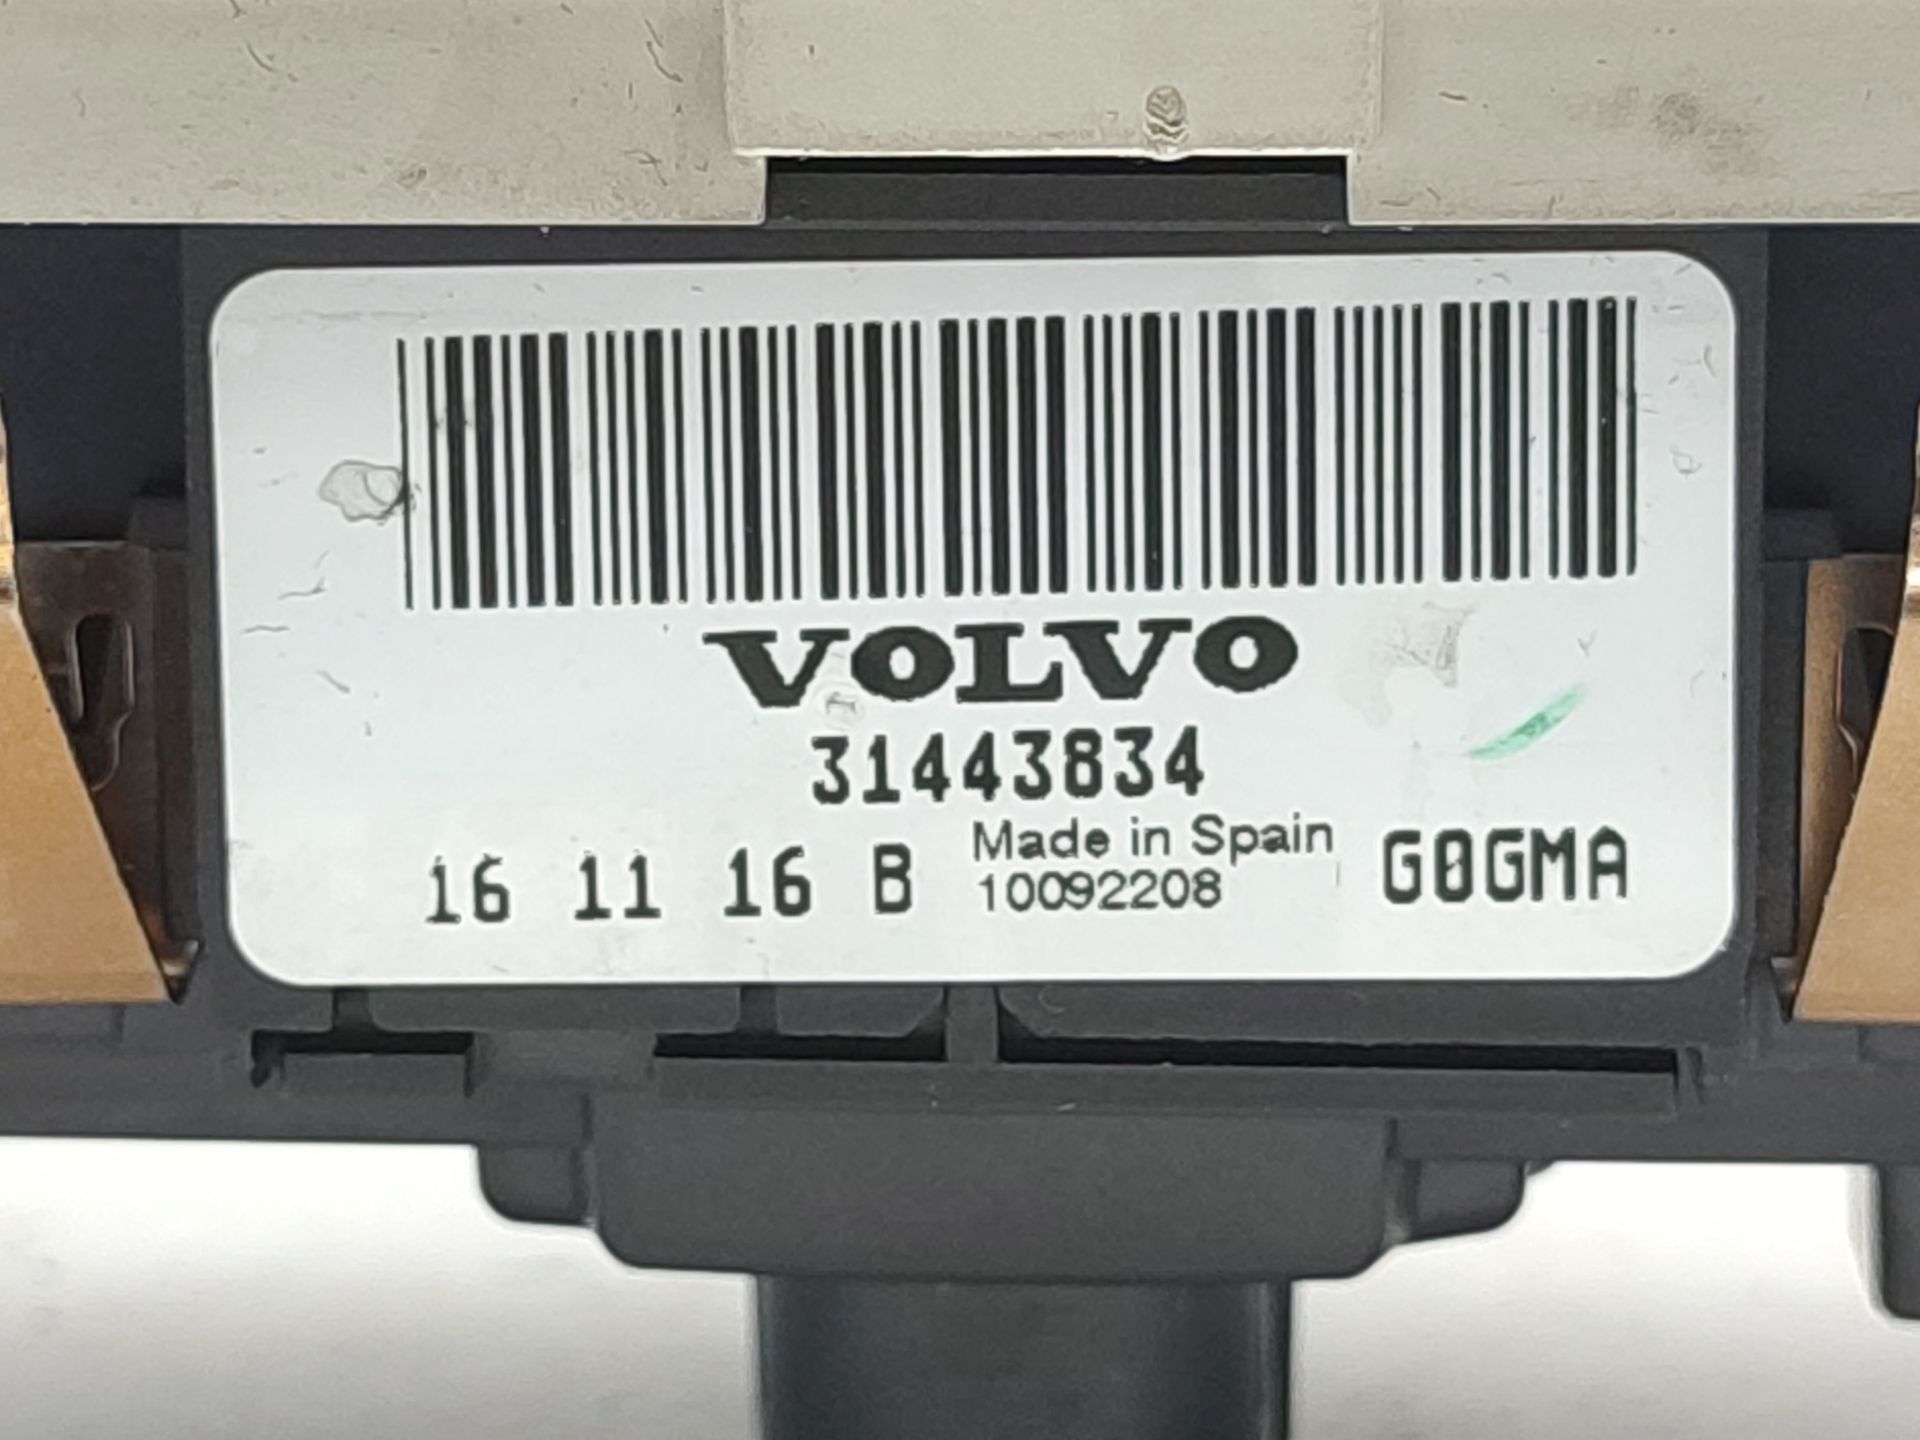 VOLVO
31443834
Made in Spain
16 11 16 B 10092208 G0GMA